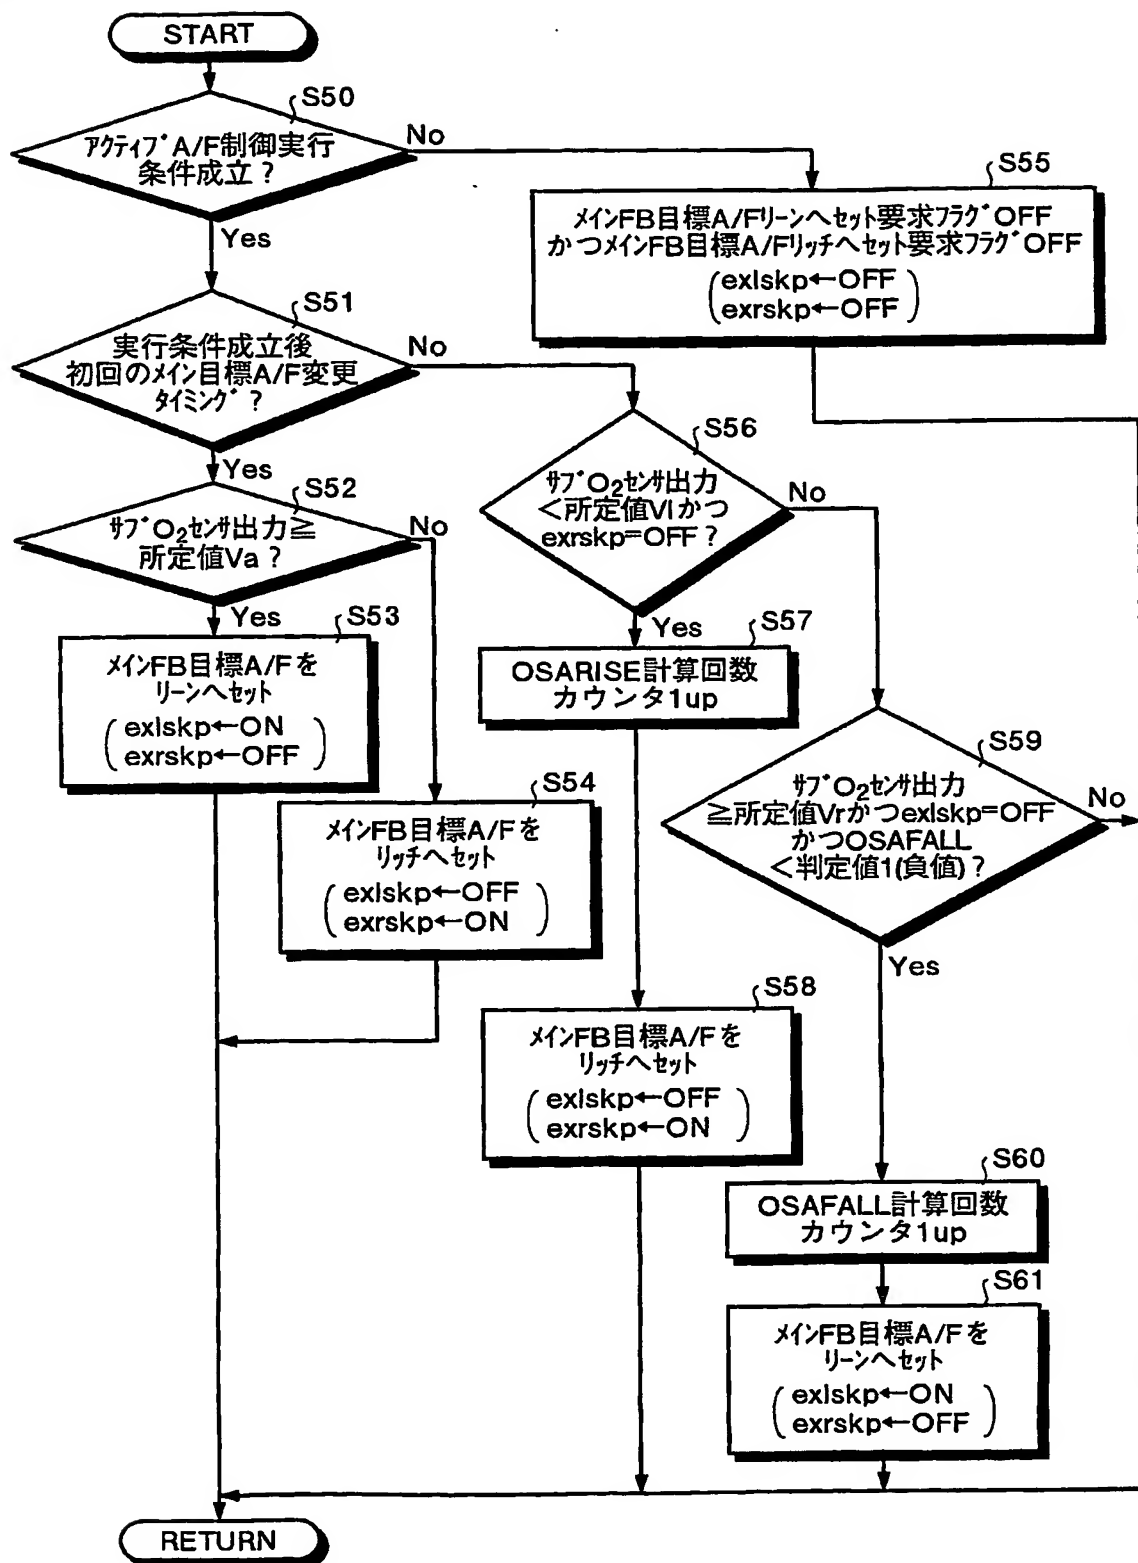 START
S50
アクティブA/F制御実行
条件成立?
No
Yes
S55
メインFB目標A/Fリーンへセット要求フラグOFF
かつメインFB目標A/Fリッチへセット要求フラグOFF
(exlskp←OFF
exrskp←OFF)
S51
実行条件成立後
初回のメイン目標A/F変更
タイミング?
No
Yes
S52
サブO2センサ出力≧
所定値Va?
No
Yes
S53
メインFB目標A/Fを
リーンへセット
(exlskp←ON
exrskp←OFF)
S54
メインFB目標A/Fを
リッチへセット
(exlskp←OFF
exrskp←ON)
S56
サブO2センサ出力
<所定値Vlかつ
exrskp=OFF?
No
Yes
S57
OSARISE計算回数
カウンタ1up
S58
メインFB目標A/Fを
リッチへセット
(exlskp←OFF
exrskp←ON)
S59
サブO2センサ出力
≧所定値Vrかつexlskp=OFF
かつOSAFALL
<判定値1(負値)?
No
Yes
S60
OSAFALL計算回数
カウンタ1up
S61
メインFB目標A/Fを
リーンへセット
(exlskp←ON
exrskp←OFF)
RETURN